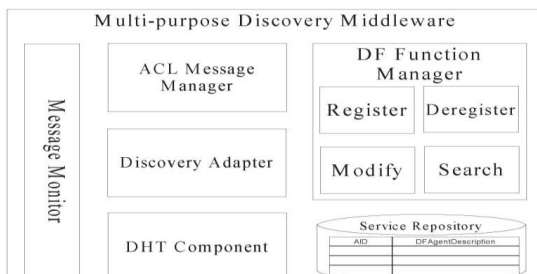 Multi-purpose Discovery Middleware
Message Monitor
ACL Message
Manager
Discovery Adapter
DHT Component
DF Function
Manager
Register
Deregister
Modify
Search
Service Repository
AID
DFAgentDescription